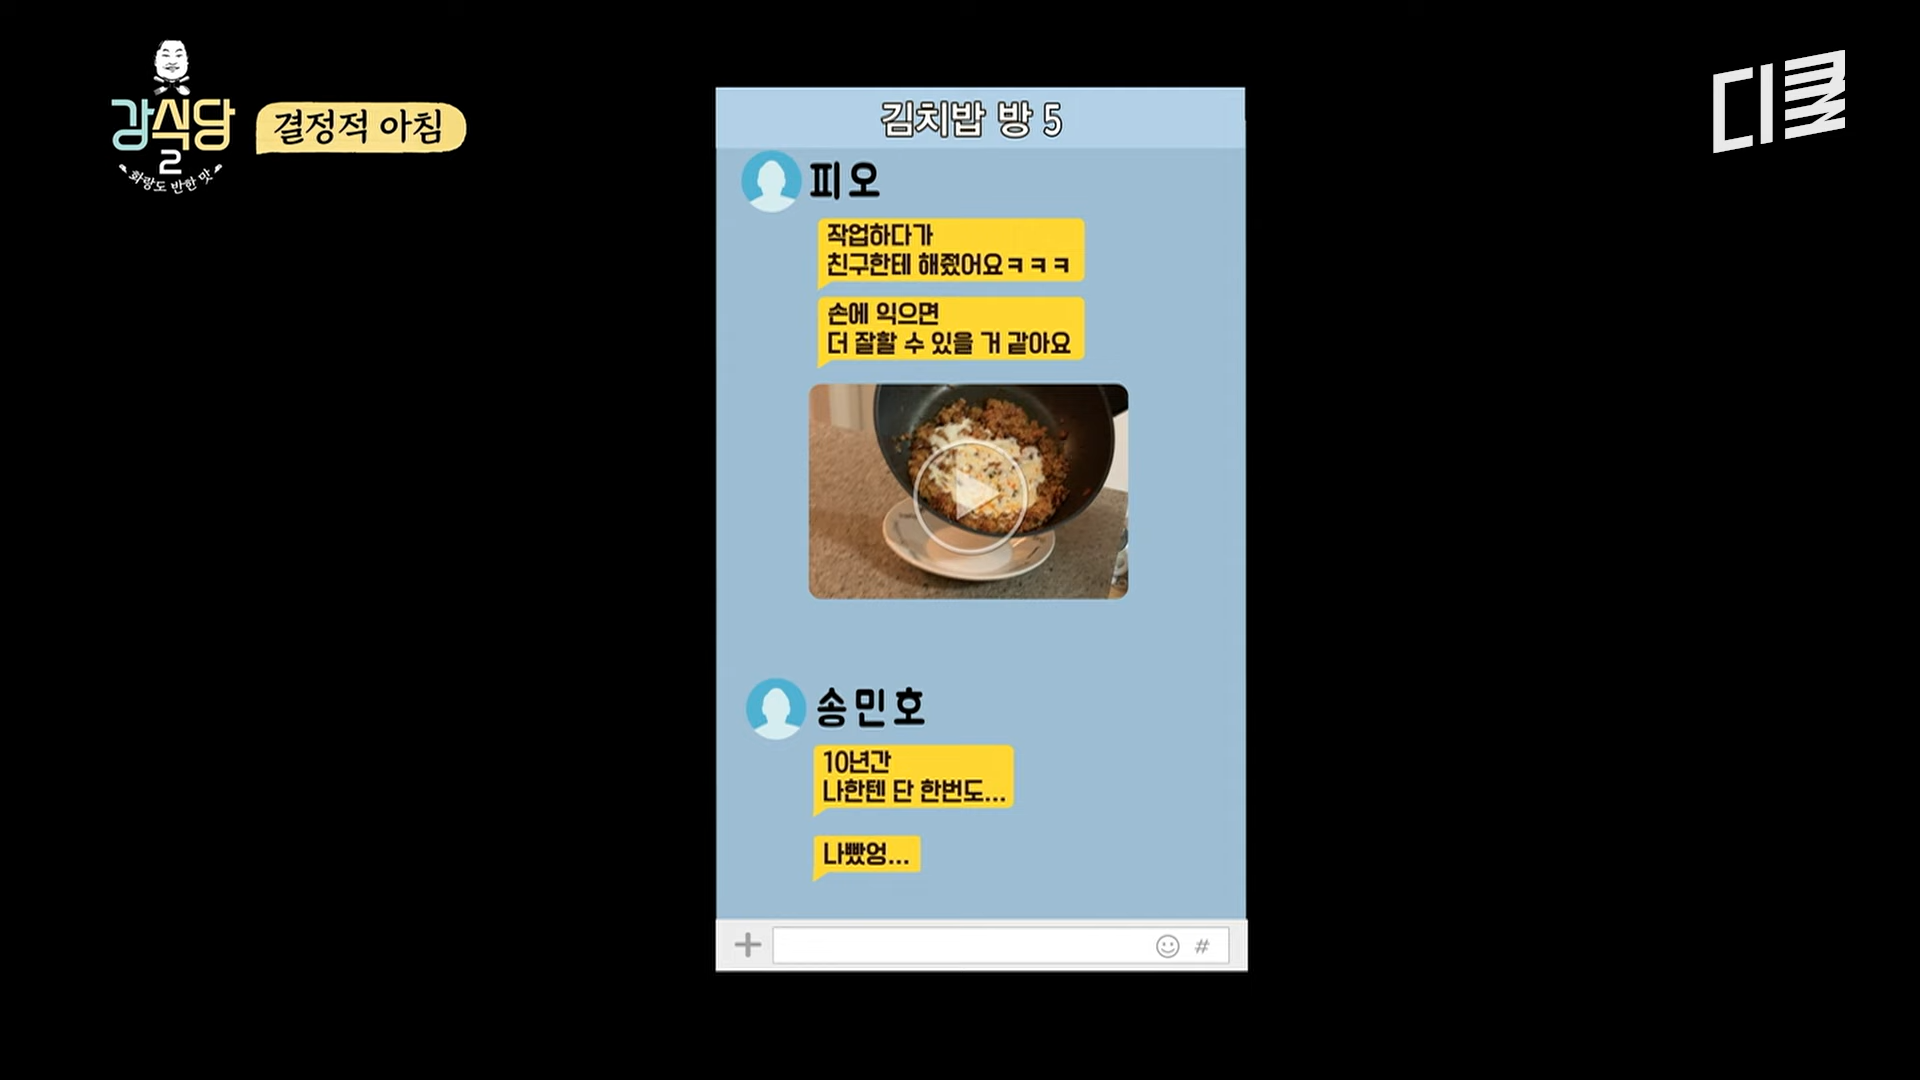 강식당
2
화랑도 반한 맛
결정적 아침
디글
김치밥 방 5
피오
작업하다가
친구한테 해줬어요ㅋㅋㅋ
손에 익으면
더 잘할 수 있을 거 같아요
송민호
10년간
나한텐 단 한번도...
나빴엉...
#